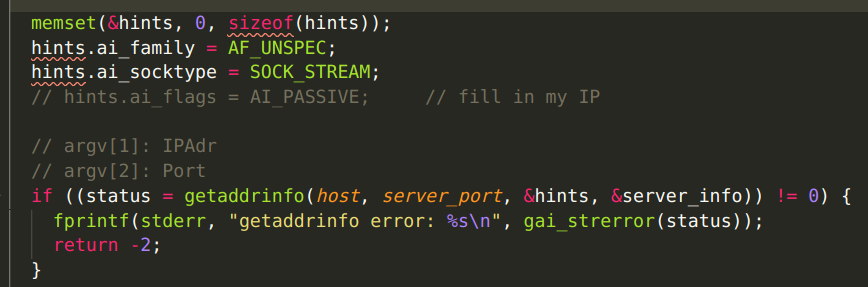 memset(&hints, 0, sizeof(hints));
hints.ai_family = AF_UNSPEC;
hints.ai_socktype = SOCK_STREAM;
// hints.ai_flags = AI_PASSIVE;     // fill in my IP
// argv[1]: IPAdr
// argv[2]: Port
if ((status = getaddrinfo(host, server_port, &hints, &server_info)) != 0) {
  fprintf(stderr, "getaddrinfo error: %s\n", gai_strerror(status));
  return -2;
}